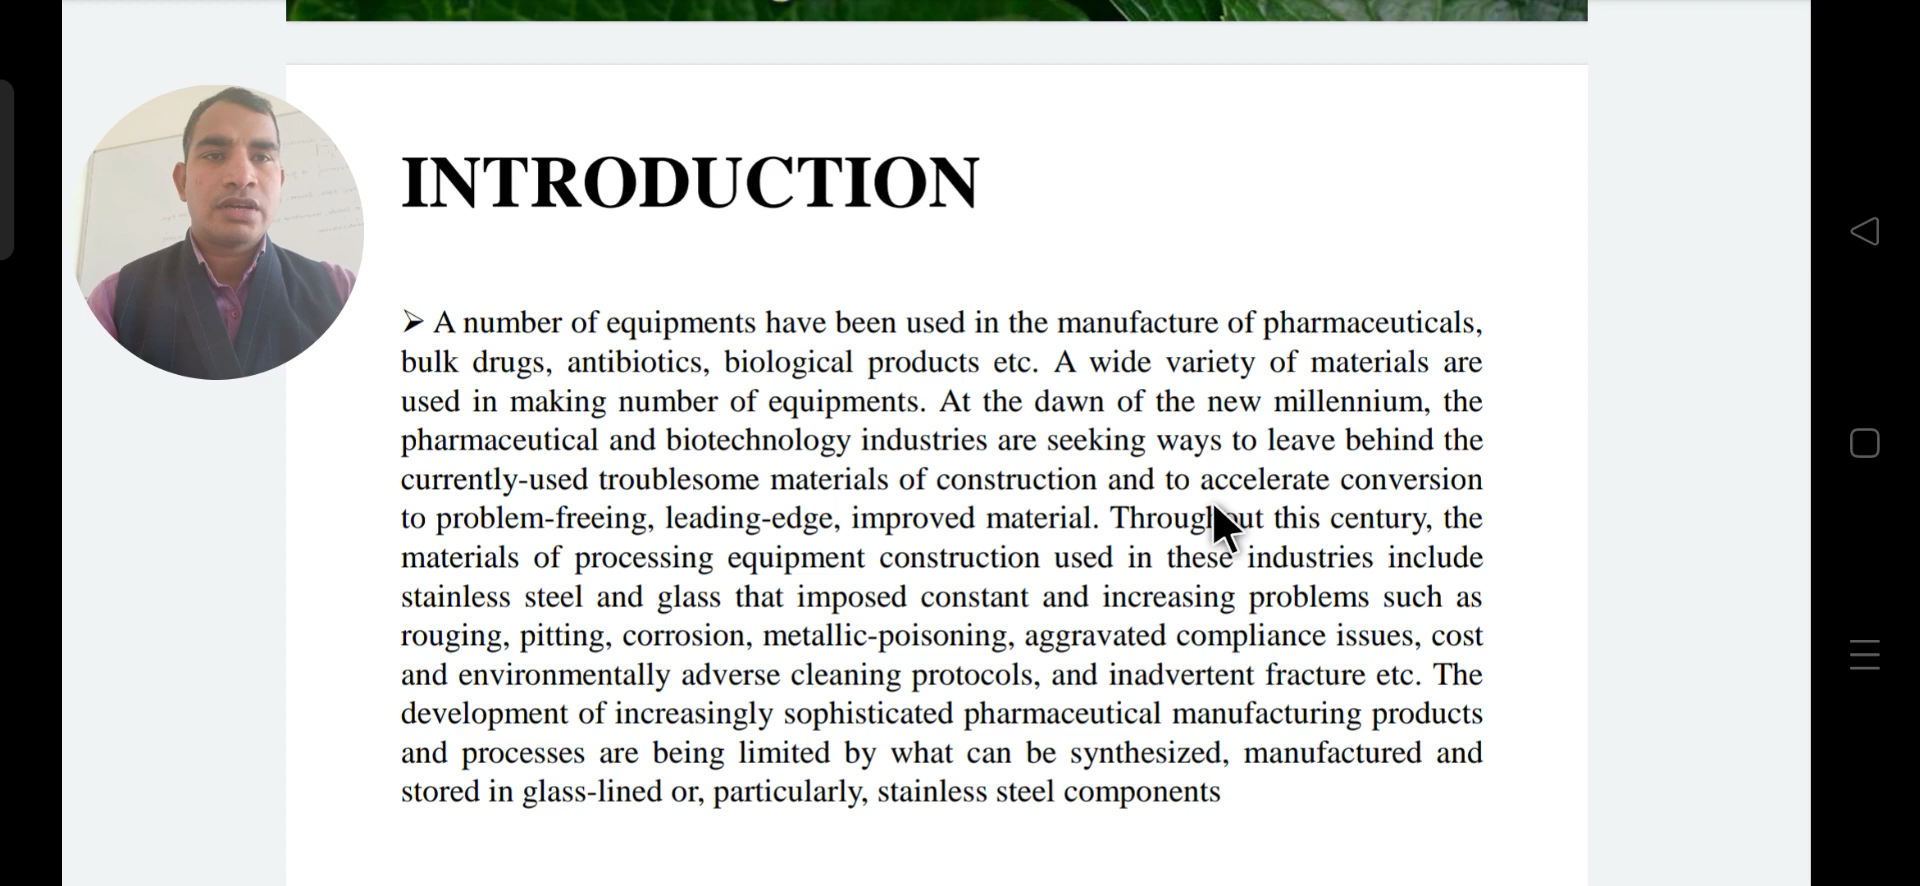 INTRODUCTION
➢ A number of equipments have been used in the manufacture of pharmaceuticals,
bulk drugs, antibiotics, biological products etc. A wide variety of materials are
used in making number of equipments. At the dawn of the new millennium, the
pharmaceutical and biotechnology industries are seeking ways to leave behind the
currently-used troublesome materials of construction and to accelerate conversion
to problem-freeing, leading-edge, improved material. Throughout this century, the
materials of processing equipment construction used in these industries include
stainless steel and glass that imposed constant and increasing problems such as
rouging, pitting, corrosion, metallic-poisoning, aggravated compliance issues, cost
and environmentally adverse cleaning protocols, and inadvertent fracture etc. The
development of increasingly sophisticated pharmaceutical manufacturing products
and processes are being limited by what can be synthesized, manufactured and
stored in glass-lined or, particularly, stainless steel components